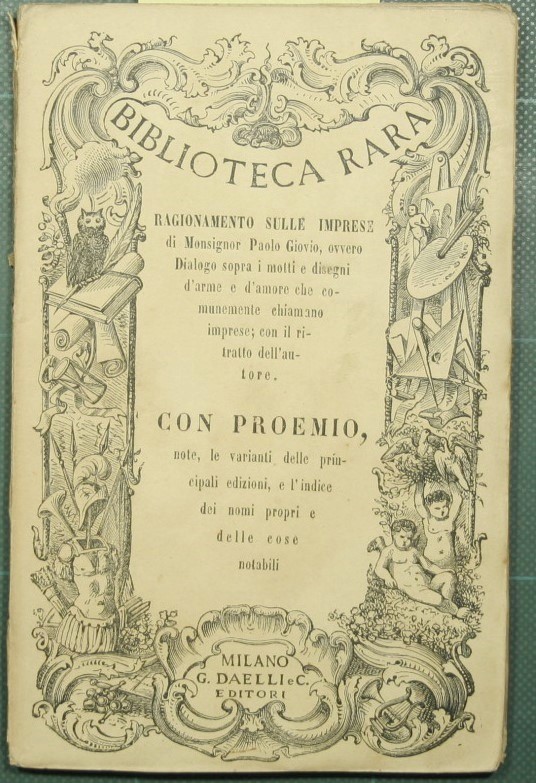 BIBLIOTECA RARA
RAGIONAMENTO SULLE IMPRESE
di Monsignor Paolo Giovio, ovvero
Dialogo sopra i motti e disegni
d'arme e d'amore che co-
munemente chiamano
imprese; con il ri-
tratto dell'au-
tore.
CON PROEMIO,
note, le varianti delle prin-
cipali edizioni, e l'indice
dei nomi propri e
delle cose
notabili
MILANO
G. DAELLI e C.
EDITORI